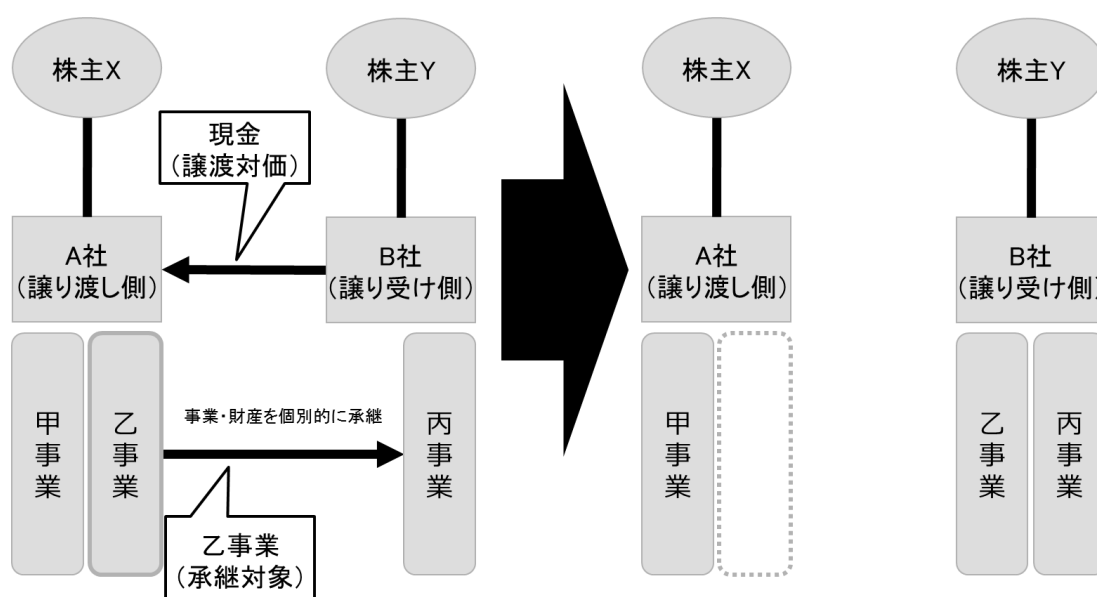 株主X
株主Y
現金
（譲渡対価）
A社
（譲り渡し側）
B社
（譲り受け側）
甲事業
乙事業
事業・財産を個別的に承継
丙事業
乙事業
（承継対象）
株主X
株主Y
A社
（譲り渡し側）
B社
（譲り受け側）
甲事業
乙事業
丙事業